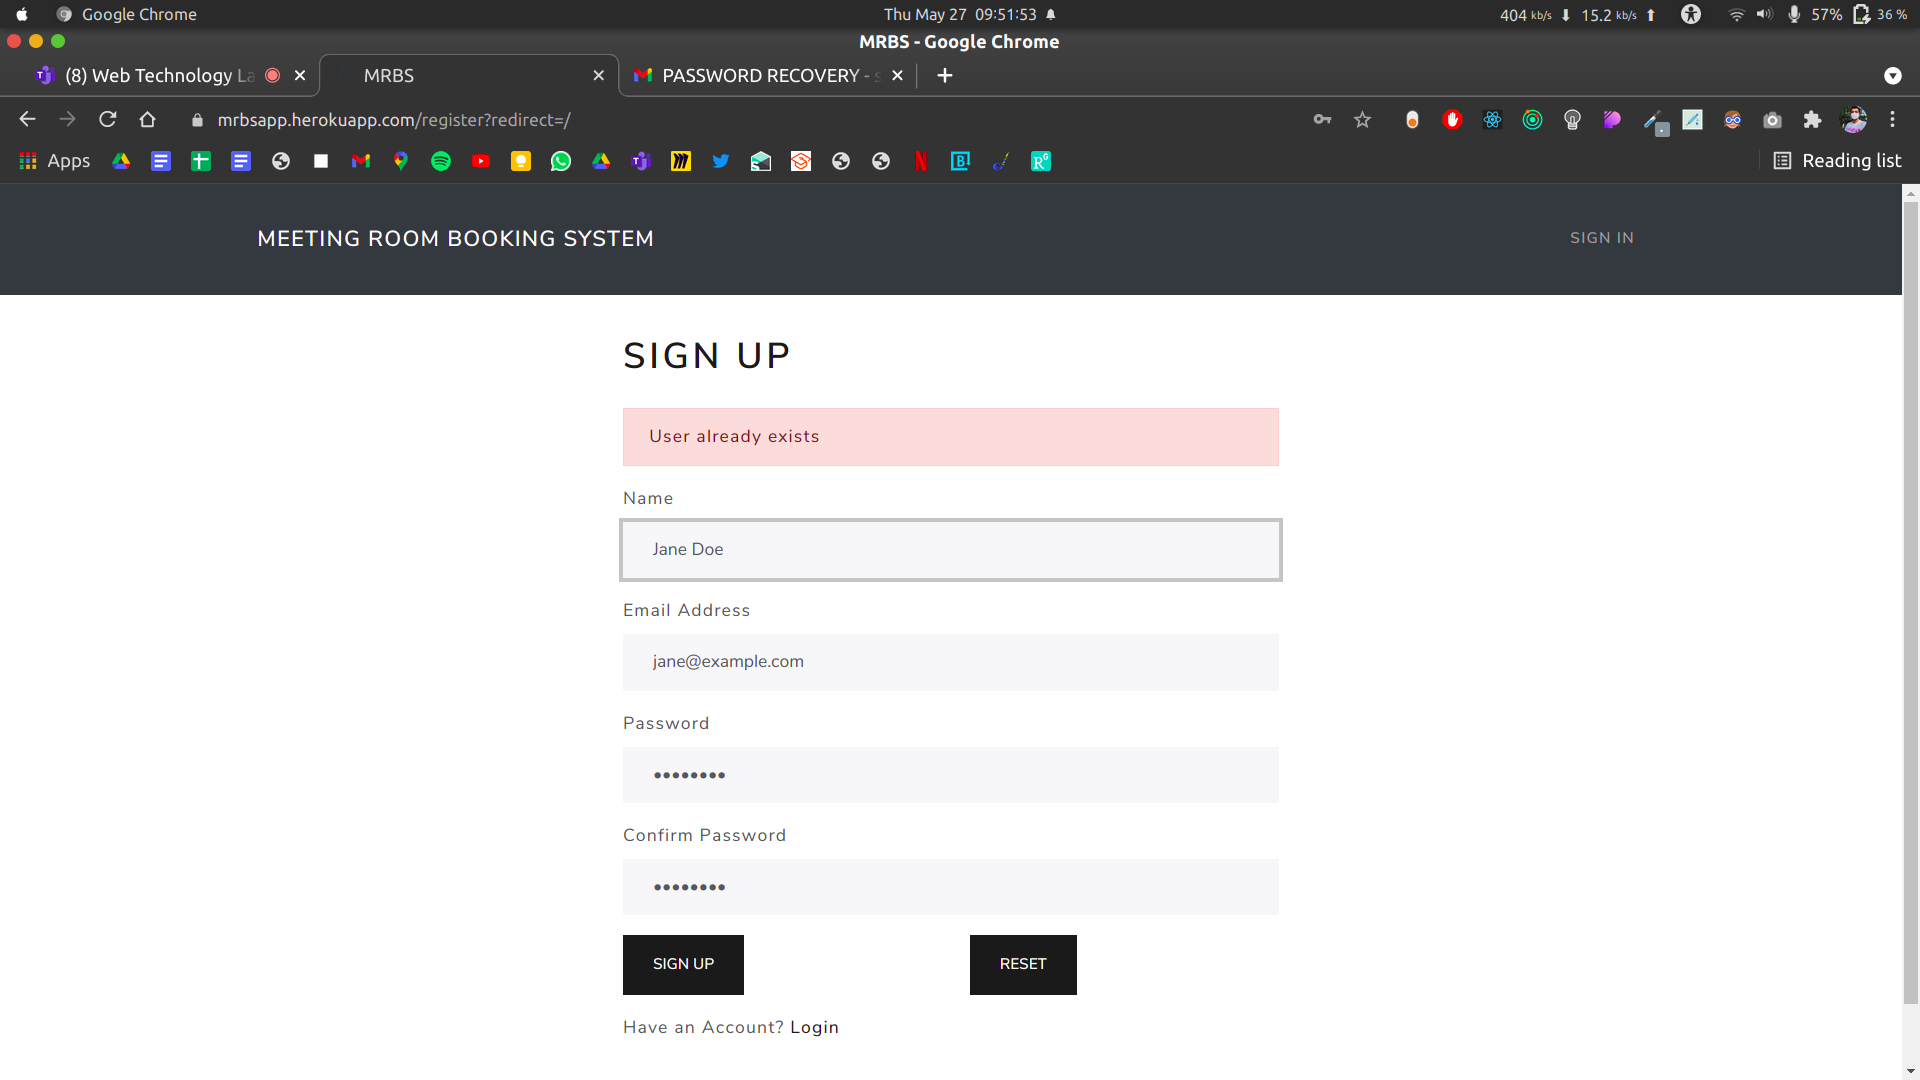 Google Chrome
Thu May 27 09:51:53
404 kb/s 15.2 kb/s 57% 36 %
MRBS - Google Chrome
(8) Web Technology La
MRBS
PASSWORD RECOVERY - s
mrbsapp.herokuapp.com/register?redirect=/
Apps
Reading list
MEETING ROOM BOOKING SYSTEM
SIGN IN
SIGN UP
User already exists
Name
Jane Doe
Email Address
jane@example.com
Password
••••••••
Confirm Password
••••••••
SIGN UP
RESET
Have an Account? Login